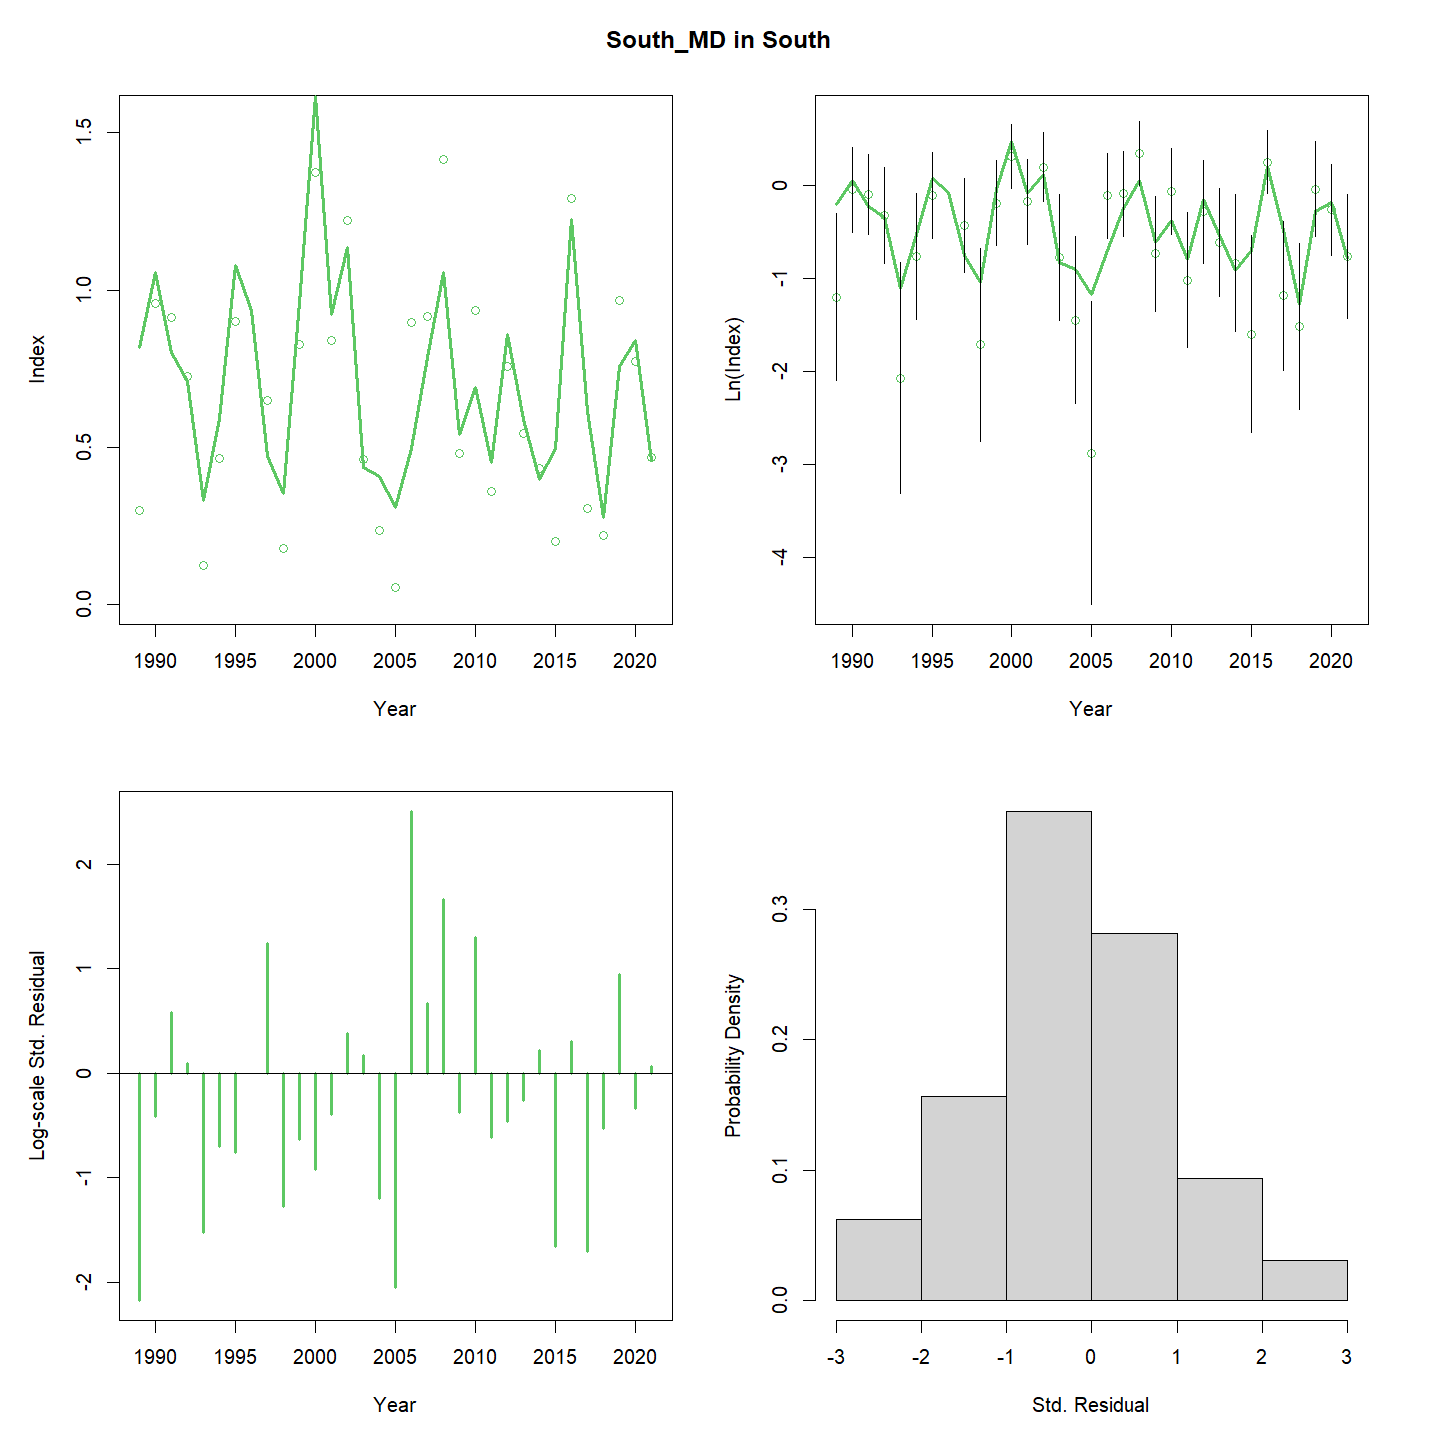 South_MD in South
Index
0.0 0.5 1.0 1.5
1990 1995 2000 2005 2010 2015 2020
Year
Ln(Index)
-4 -3 -2 -1 0
1990 1995 2000 2005 2010 2015 2020
Year
Log-scale Std. Residual
-2 -1 0 1 2
1990 1995 2000 2005 2010 2015 2020
Year
Probability Density
0.0 0.1 0.2 0.3
-3 -2 -1 0 1 2 3
Std. Residual